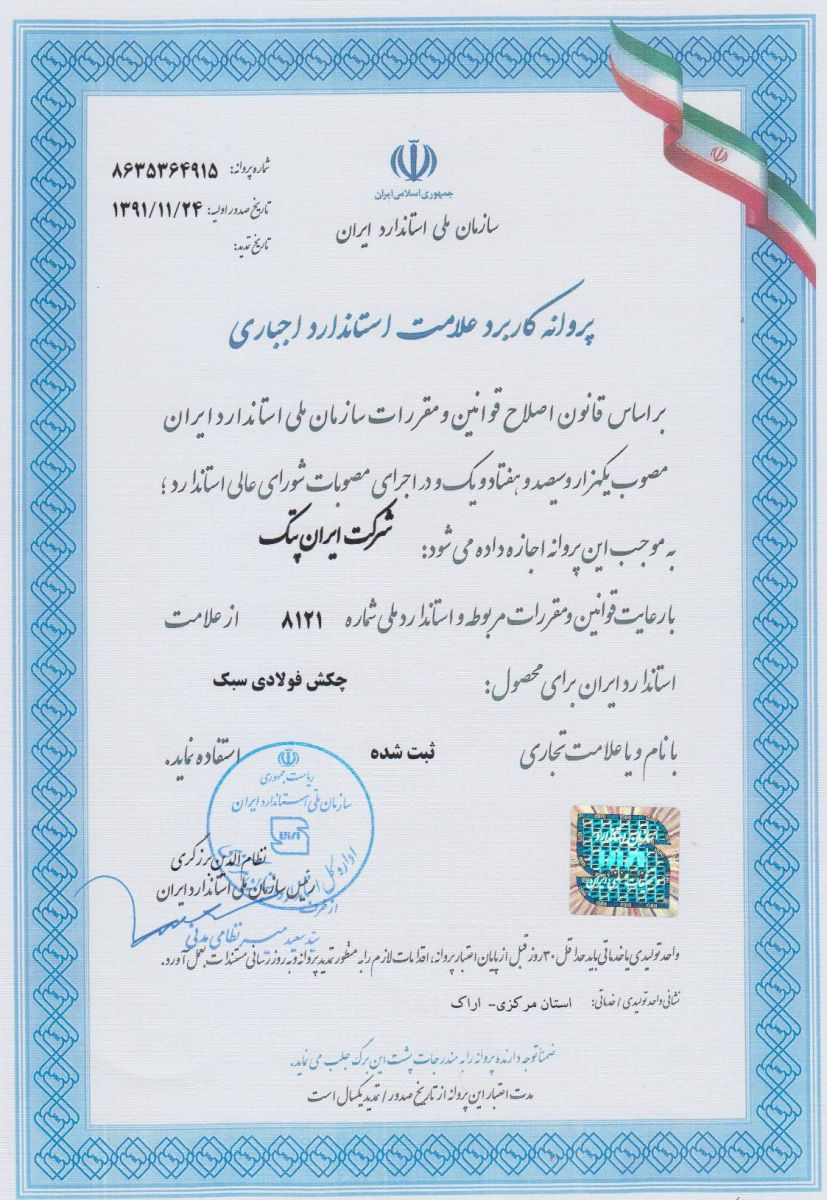 جمهوری اسلامی ایران
سازمان ملی استاندارد ایران
شماره پروانه: ۸۶۳۵۳۶۴۹۱۵
تاریخ صدور اولیه: ۱۳۹۱/۱۱/۲۴
تاریخ تمدید:
پروانه کاربرد علامت استاندارد اجباری
بر اساس قانون اصلاح قوانین و مقررات سازمان ملی استاندارد ایران
مصوب یکهزار و سیصد و هفتاد و یک و در اجرای مصوبات شورای عالی استاندارد؛
به موجب این پروانه اجازه داده می شود: شرکت ایران پتک
با رعایت قوانین و مقررات مربوطه و استاندارد ملی شماره ۸۱۲۱ از علامت
استاندارد ایران برای محصول: چکش فولادی سبک
با نام و یا علامت تجاری ثبت شده استفاده نماید.
ریاست جمهوری
سازمان ملی استاندارد ایران
اداره کل
نظام الدین برزگری
رئیس سازمان ملی استاندارد ایران
از طرف
سید سعید میر نظامی مدنی
واحد تولیدی یا خدماتی باید حداقل ۳۰ روز قبل از پایان اعتبار پروانه، اقدامات لازم را به منظور تمدید پروانه و به روز رسانی مستندات بعمل آورد.
نشانی واحد تولیدی / خدماتی: استان مرکزی- اراک
ضمناً توجه دارنده پروانه را به مندرجات پشت این برگ جلب می نماید.
مدت اعتبار این پروانه از تاریخ صدور / تمدید یکسال است